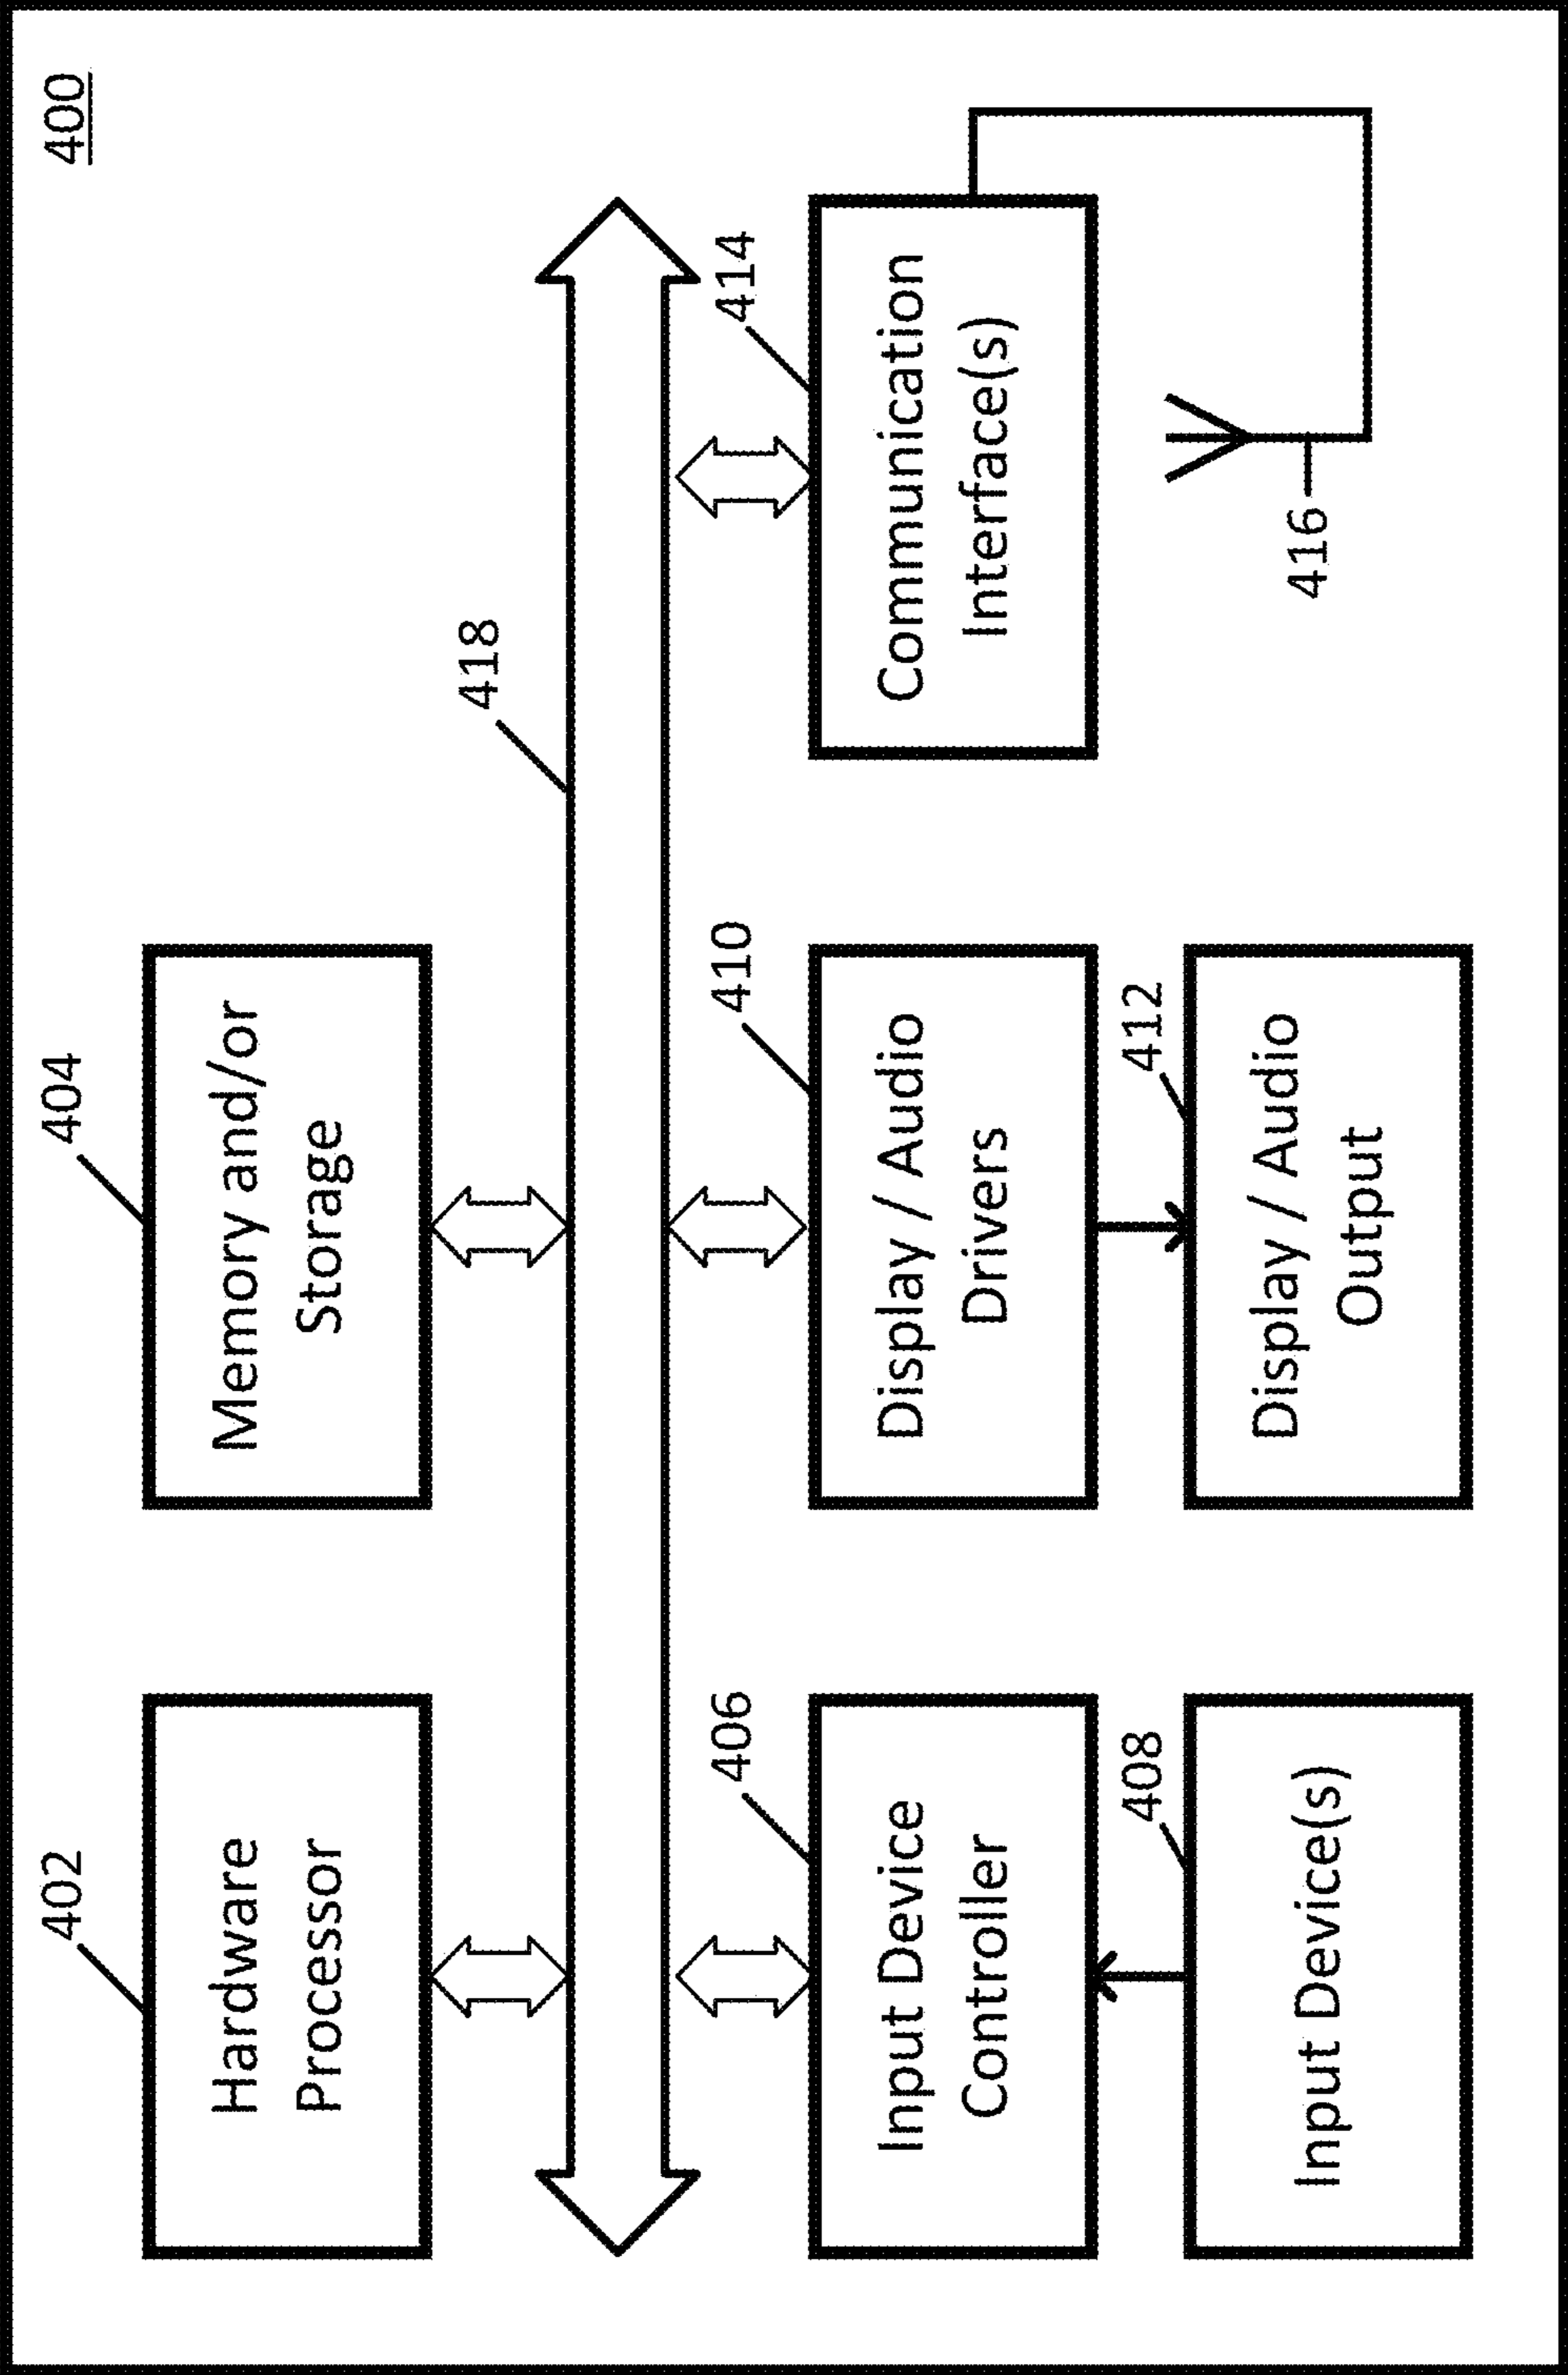 400
402
Hardware
Processor
404
Memory and/or
Storage
418
406
Input Device
Controller
410
Display / Audio
Drivers
414
Communication
Interface(s)
408
Input Device(s)
412
Display / Audio
Output
416